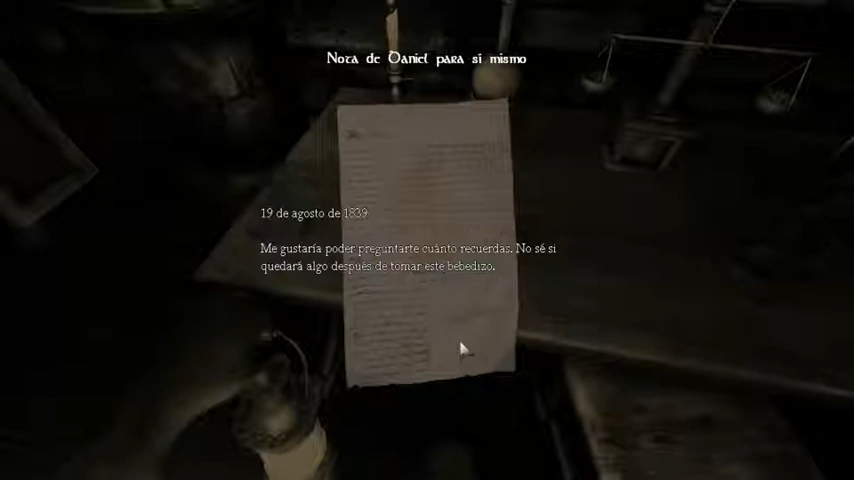 Nota de Daniel para sí mismo
19 de agosto de 1839
Me gustaría poder preguntarte cuánto recuerdas. No sé si
quedará algo después de tomar este bebedizo.